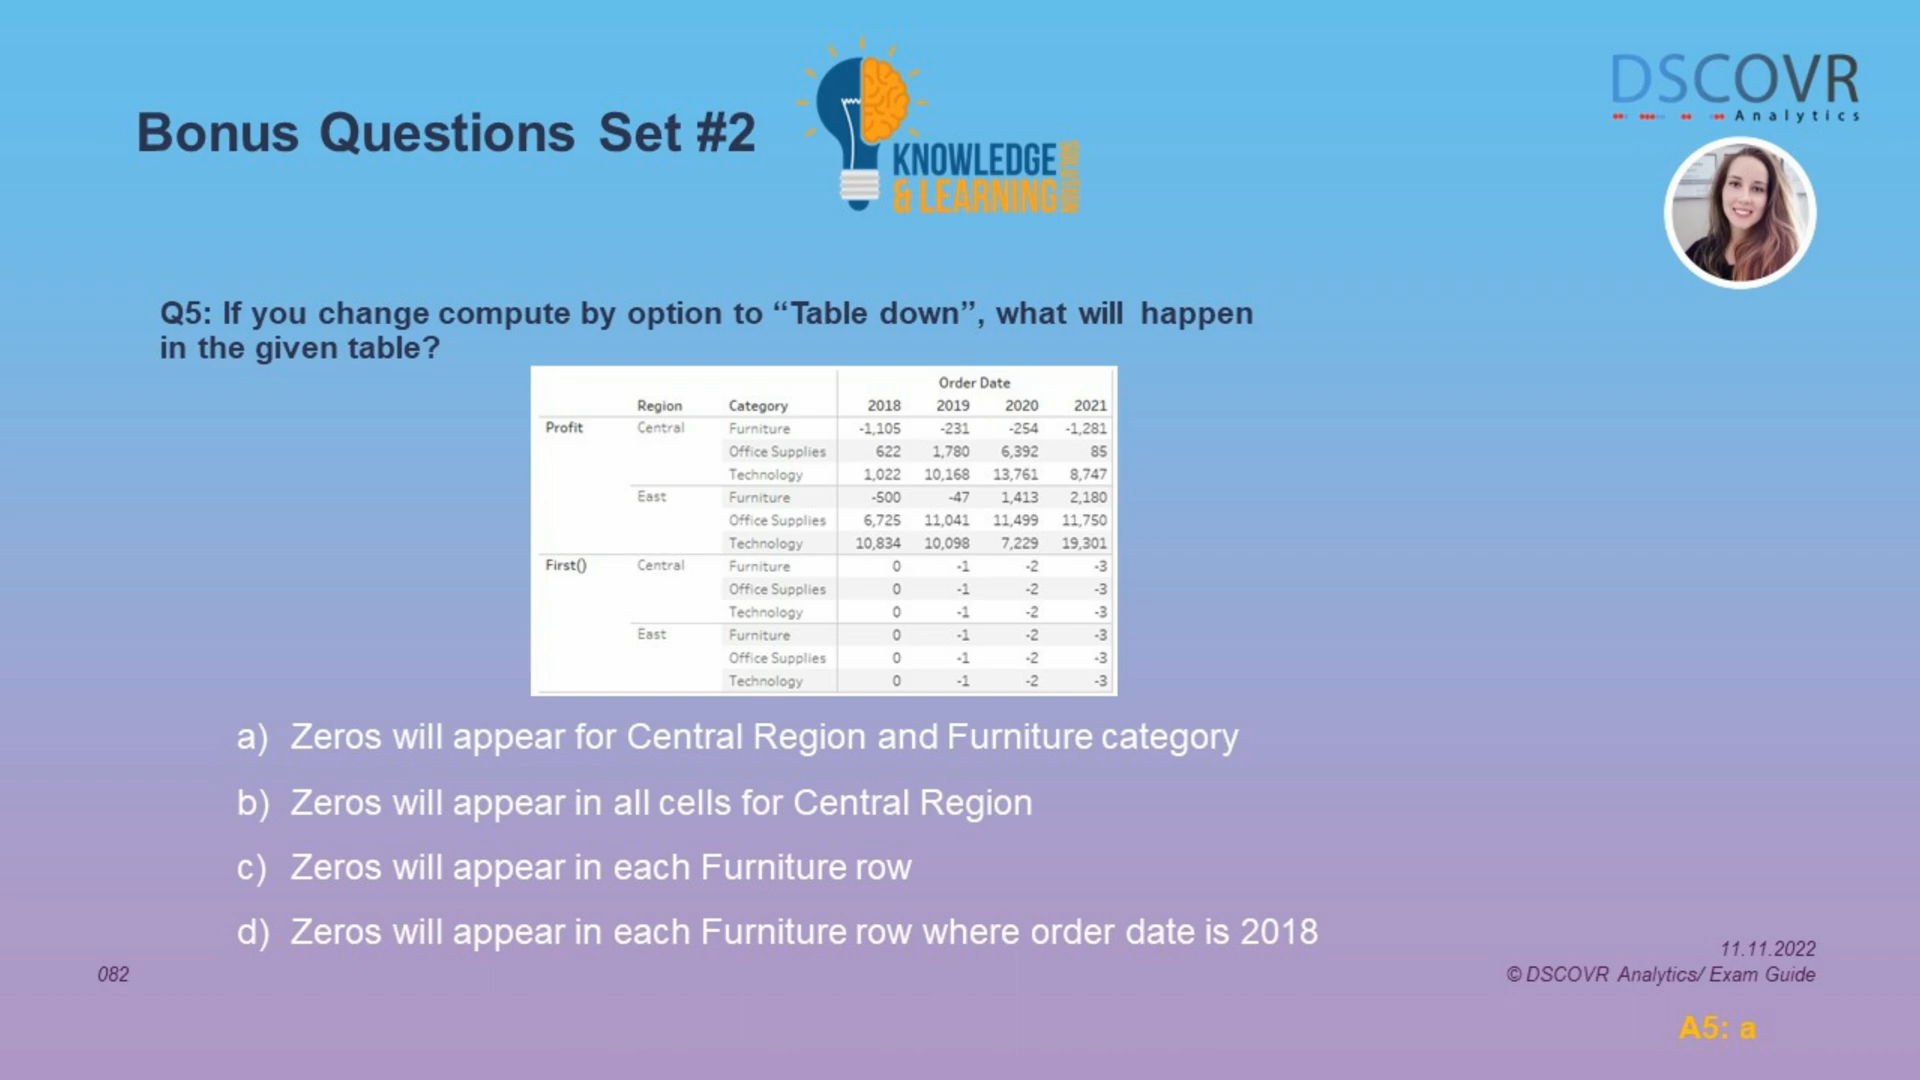 Bonus Questions Set #2
KNOWLEDGE
& LEARNING
SOLUTION
DSCOVR
Analytics
Q5: If you change compute by option to “Table down”, what will happen
in the given table?
Order Date
Region Category 2018 2019 2020 2021
Profit Central Furniture -1,105 -231 -254 -1,281
Office Supplies 622 1,780 6,392 85
Technology 1,022 10,168 13,761 8,747
East Furniture -500 -47 1,413 2,180
Office Supplies 6,725 11,041 11,499 11,750
Technology 10,834 10,098 7,229 19,301
First() Central Furniture 0 -1 -2 -3
Office Supplies 0 -1 -2 -3
Technology 0 -1 -2 -3
East Furniture 0 -1 -2 -3
Office Supplies 0 -1 -2 -3
Technology 0 -1 -2 -3
a) Zeros will appear for Central Region and Furniture category
b) Zeros will appear in all cells for Central Region
c) Zeros will appear in each Furniture row
d) Zeros will appear in each Furniture row where order date is 2018
11.11.2022
082
© DSCOVR Analytics/ Exam Guide
A5: a